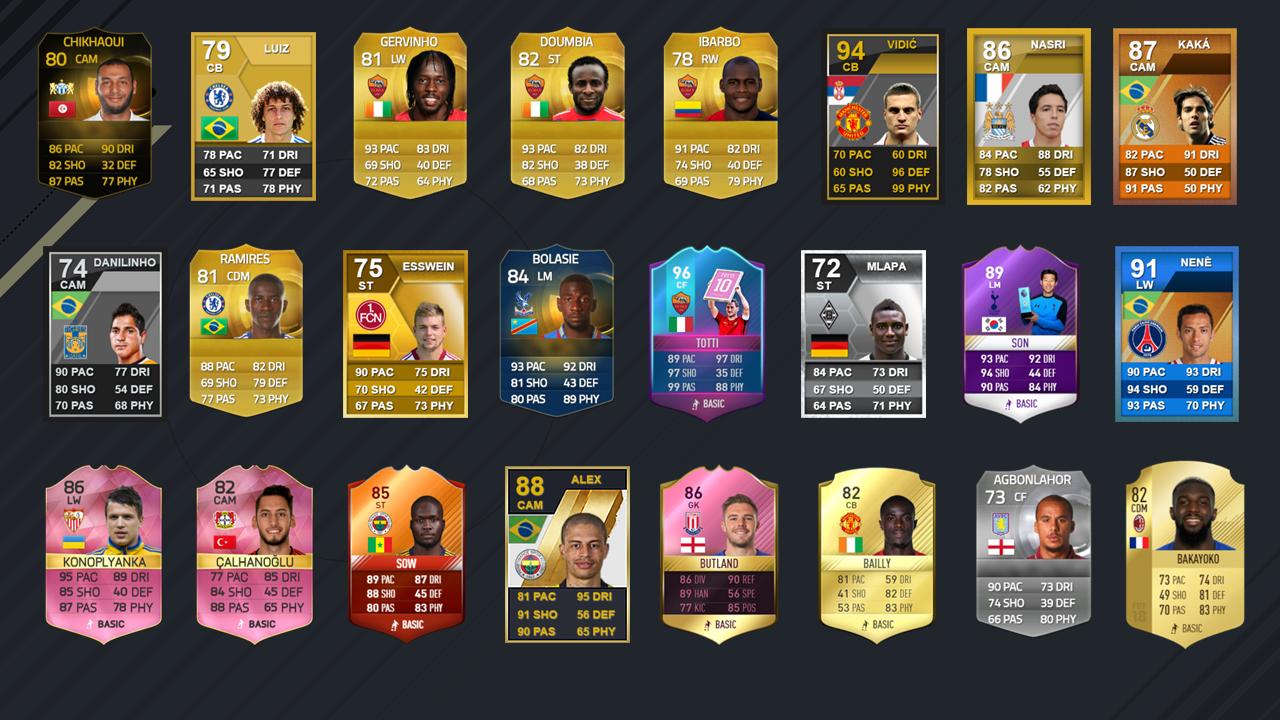 CHIKHAOUI
80 CAM
86 PAC 90 DRI
82 SHO 32 DEF
87 PAS 77 PHY
79 LUIZ
CB
78 PAC 71 DRI
65 SHO 77 DEF
71 PAS 78 PHY
GERVINHO
81 LW
93 PAC 83 DRI
69 SHO 40 DEF
72 PAS 64 PHY
DOUMBIA
82 ST
93 PAC 82 DRI
82 SHO 38 DEF
68 PAS 73 PHY
IBARBO
78 RW
91 PAC 82 DRI
74 SHO 40 DEF
69 PAS 79 PHY
94 VIDIĆ
CB
70 PAC 60 DRI
60 SHO 96 DEF
65 PAS 99 PHY
86 NASRI
CAM
84 PAC 88 DRI
78 SHO 55 DEF
82 PAS 62 PHY
87 KAKÁ
CAM
82 PAC 91 DRI
87 SHO 50 DEF
91 PAS 50 PHY
74 DANILINHO
CAM
90 PAC 77 DRI
80 SHO 54 DEF
70 PAS 68 PHY
RAMIRES
81 CDM
88 PAC 82 DRI
69 SHO 79 DEF
77 PAS 73 PHY
75 ESSWEIN
ST
1.
FCN
90 PAC 75 DRI
70 SHO 42 DEF
67 PAS 73 PHY
BOLASIE
84 LM
93 PAC 92 DRI
81 SHO 43 DEF
80 PAS 89 PHY
96
CF
10
TOTTI
89 PAC 97 DRI
97 SHO 35 DEF
99 PAS 88 PHY
BASIC
72 MLAPA
ST
84 PAC 73 DRI
67 SHO 50 DEF
64 PAS 71 PHY
89
LM
SON
93 PAC 92 DRI
94 SHO 44 DEF
90 PAS 84 PHY
BASIC
91 NENÊ
LW
90 PAC 93 DRI
94 SHO 59 DEF
93 PAS 70 PHY
86
LW
KONOPLYANKA
95 PAC 89 DRI
85 SHO 40 DEF
87 PAS 78 PHY
BASIC
82
CAM
ÇALHANOĞLU
77 PAC 85 DRI
84 SHO 45 DEF
88 PAS 65 PHY
BASIC
85
ST
SOW
89 PAC 87 DRI
88 SHO 45 DEF
80 PAS 83 PHY
BASIC
88 ALEX
CAM
81 PAC 95 DRI
91 SHO 56 DEF
90 PAS 65 PHY
86
GK
BUTLAND
86 DIV 90 REF
89 HAN 56 SPE
77 KIC 85 POS
BASIC
82
CB
BAILLY
81 PAC 59 DRI
41 SHO 82 DEF
53 PAS 83 PHY
BASIC
AGBONLAHOR
73 CF
90 PAC 73 DRI
74 SHO 39 DEF
66 PAS 80 PHY
82
CDM
BAKAYOKO
73 PAC 74 DRI
49 SHO 81 DEF
70 PAS 83 PHY
FUT
18
BASIC